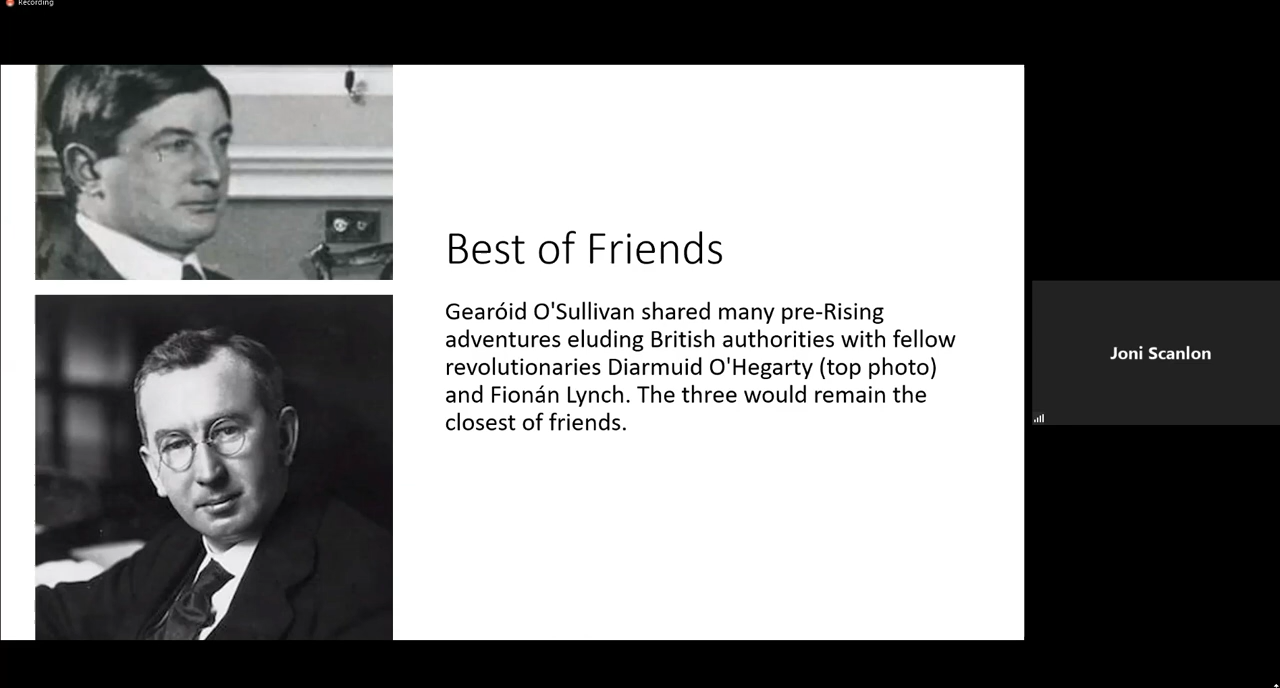 Recording
Best of Friends
Gearóid O'Sullivan shared many pre-Rising
adventures eluding British authorities with fellow
revolutionaries Diarmuid O'Hegarty (top photo)
and Fionán Lynch. The three would remain the
closest of friends.
Joni Scanlon